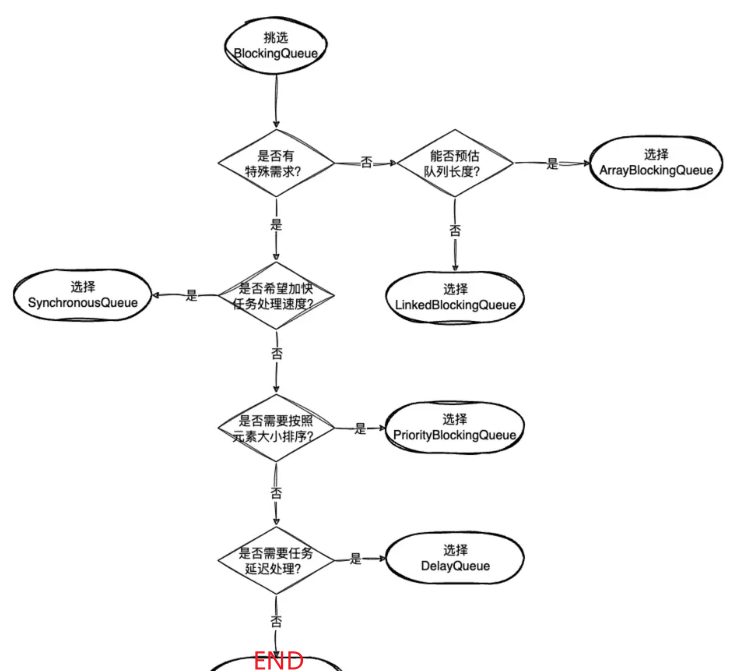 挑选
BlockingQueue
是否有
特殊需求?
否
能否预估
队列长度?
是
选择
ArrayBlockingQueue
是
否
选择
SynchronousQueue
是
是否希望加快
任务处理速度?
选择
LinkedBlockingQueue
否
是否需要按照
元素大小排序?
是
选择
PriorityBlockingQueue
否
是否需要任务
延迟处理?
是
选择
DelayQueue
否
END